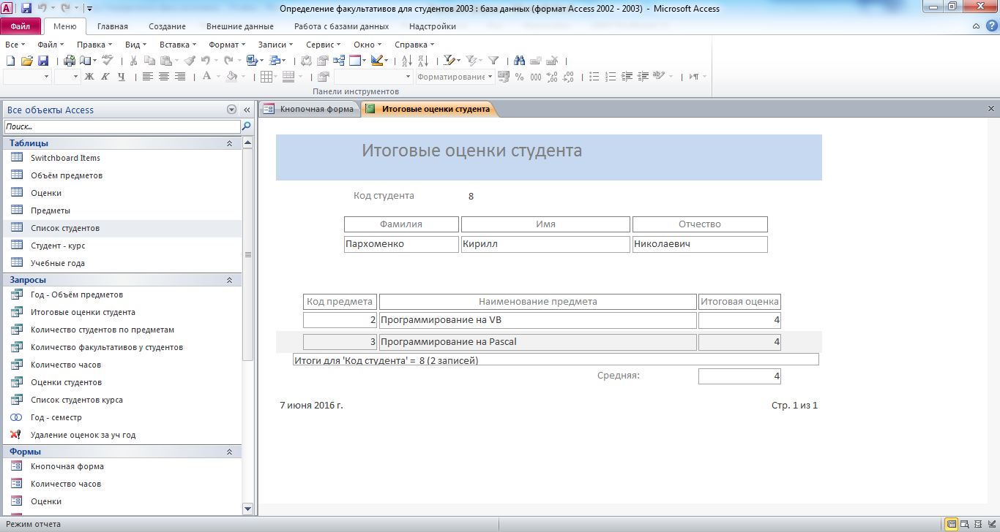 Определение факультативов для студентов 2003 : база данных (формат Access 2002 - 2003) - Microsoft Access
Файл Меню Главная Создание Внешние данные Работа с базами данных Надстройки
Все Файл Правка Вид Вставка Формат Записи Сервис Окно Справка
Ж К Ч А Форматирование % 000
Панели инструментов
Все объекты Access
Поиск...
Таблицы
Switchboard Items
Объём предметов
Оценки
Предметы
Список студентов
Студент - курс
Учебные года
Запросы
Год - Объём предметов
Итоговые оценки студента
Количество студентов по предметам
Количество факультативов у студентов
Количество часов
Оценки студентов
Список студентов курса
Год - семестр
Удаление оценок за уч год
Формы
Кнопочная форма
Количество часов
Оценки
Кнопочная форма Итоговые оценки студента
Итоговые оценки студента
Код студента 8
Фамилия Имя Отчество
Пархоменко Кирилл Николаевич
Код предмета Наименование предмета Итоговая оценка
2 Программирование на VB 4
3 Программирование на Pascal 4
Итоги для 'Код студента' = 8 (2 записей)
Средняя: 4
7 июня 2016 г. Стр. 1 из 1
Режим отчета